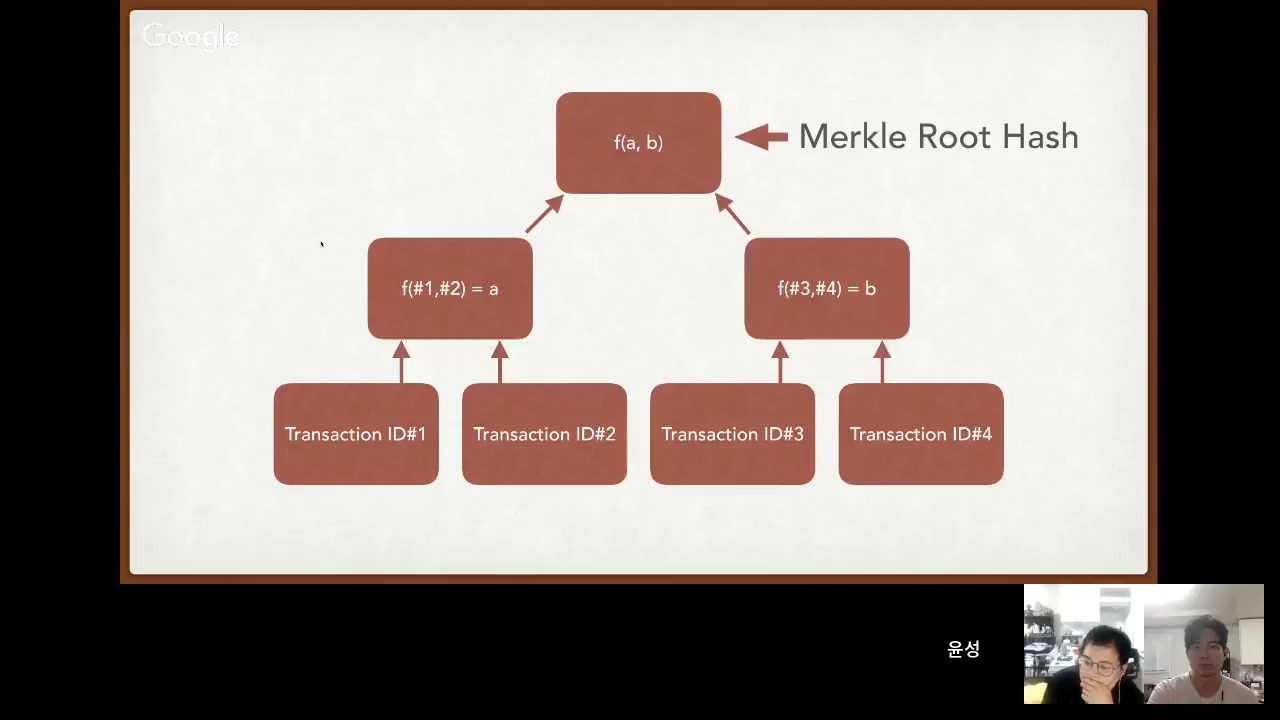 Google
f(a, b)
Merkle Root Hash
f(#1,#2) = a
f(#3,#4) = b
Transaction ID#1
Transaction ID#2
Transaction ID#3
Transaction ID#4
윤성